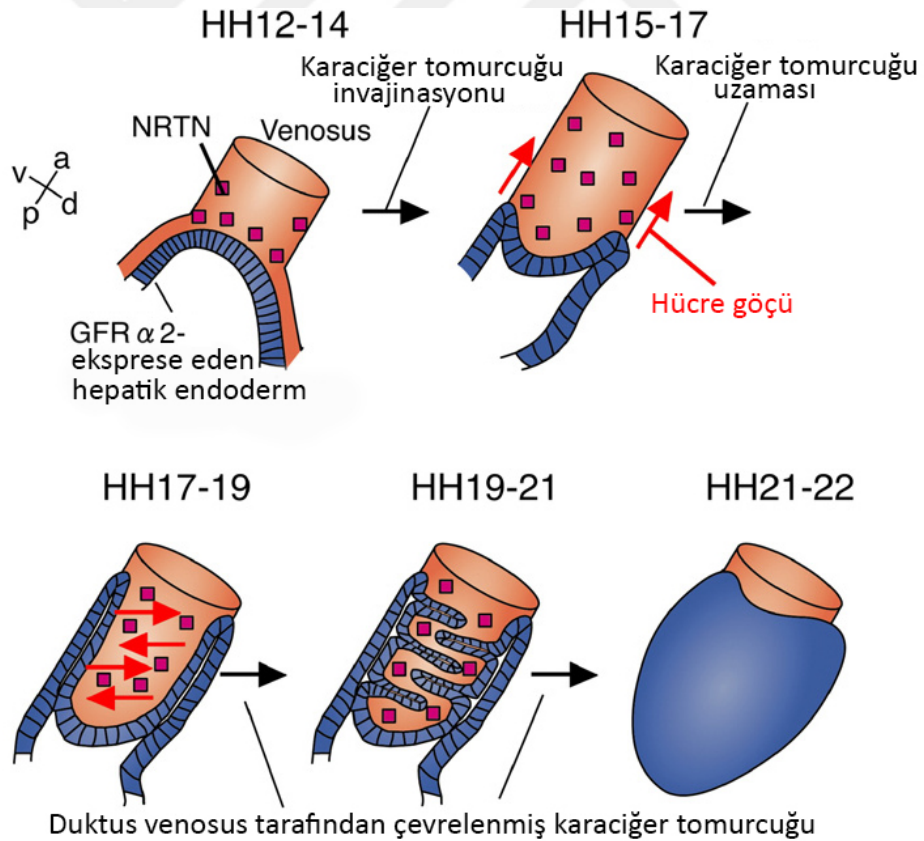 HH12-14
HH15-17
Karaciğer tomurcuğu
invajinasyonu
Karaciğer tomurcuğu
uzaması
NRTN
Venosus
v
a
p
d
Hücre göçü
GFR α 2-
eksprese eden
hepatik endoderm
HH17-19
HH19-21
HH21-22
Duktus venosus tarafından çevrelenmiş karaciğer tomurcuğu